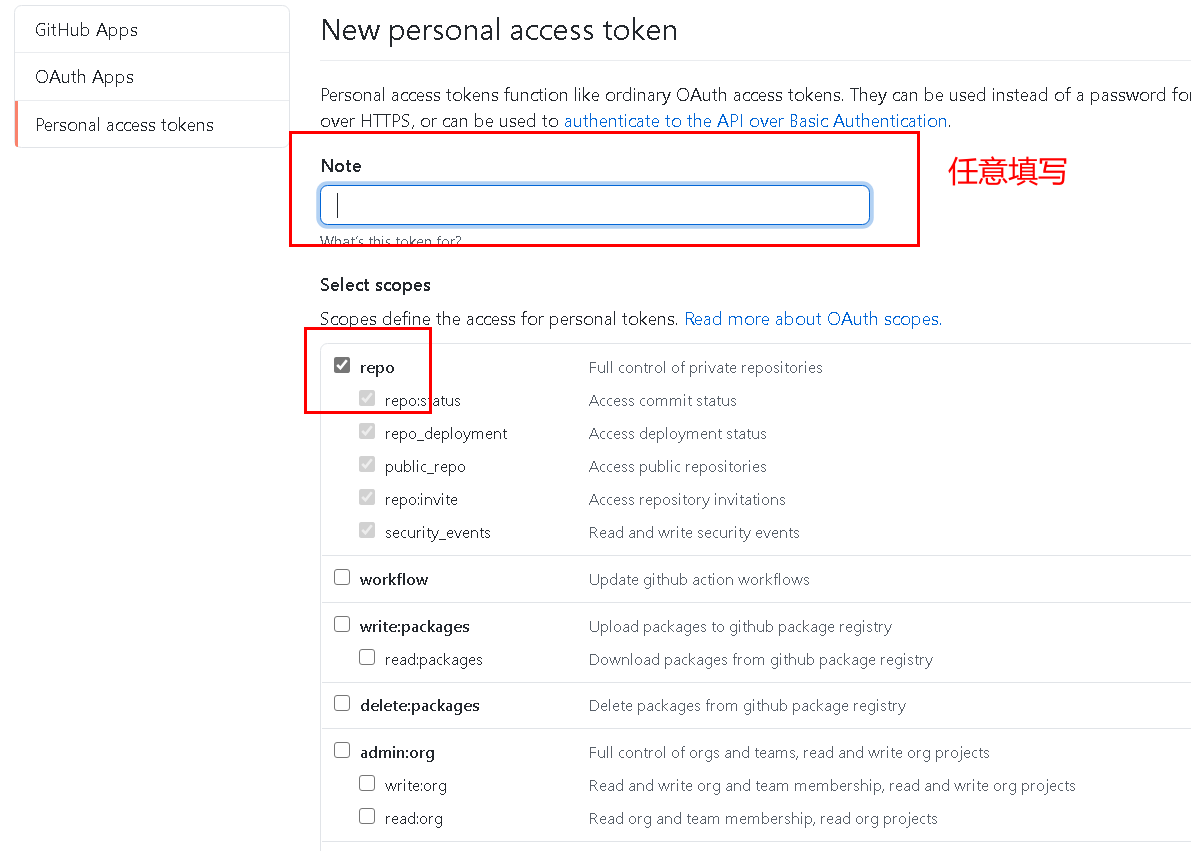 GitHub Apps
OAuth Apps
Personal access tokens
New personal access token
Personal access tokens function like ordinary OAuth access tokens. They can be used instead of a password for
over HTTPS, or can be used to authenticate to the API over Basic Authentication.
Note
任意填写
What's this token for?
Select scopes
Scopes define the access for personal tokens. Read more about OAuth scopes.
repo Full control of private repositories
repo:status Access commit status
repo_deployment Access deployment status
public_repo Access public repositories
repo:invite Access repository invitations
security_events Read and write security events
workflow Update github action workflows
write:packages Upload packages to github package registry
read:packages Download packages from github package registry
delete:packages Delete packages from github package registry
admin:org Full control of orgs and teams, read and write org projects
write:org Read and write org and team membership, read and write org projects
read:org Read org and team membership, read org projects